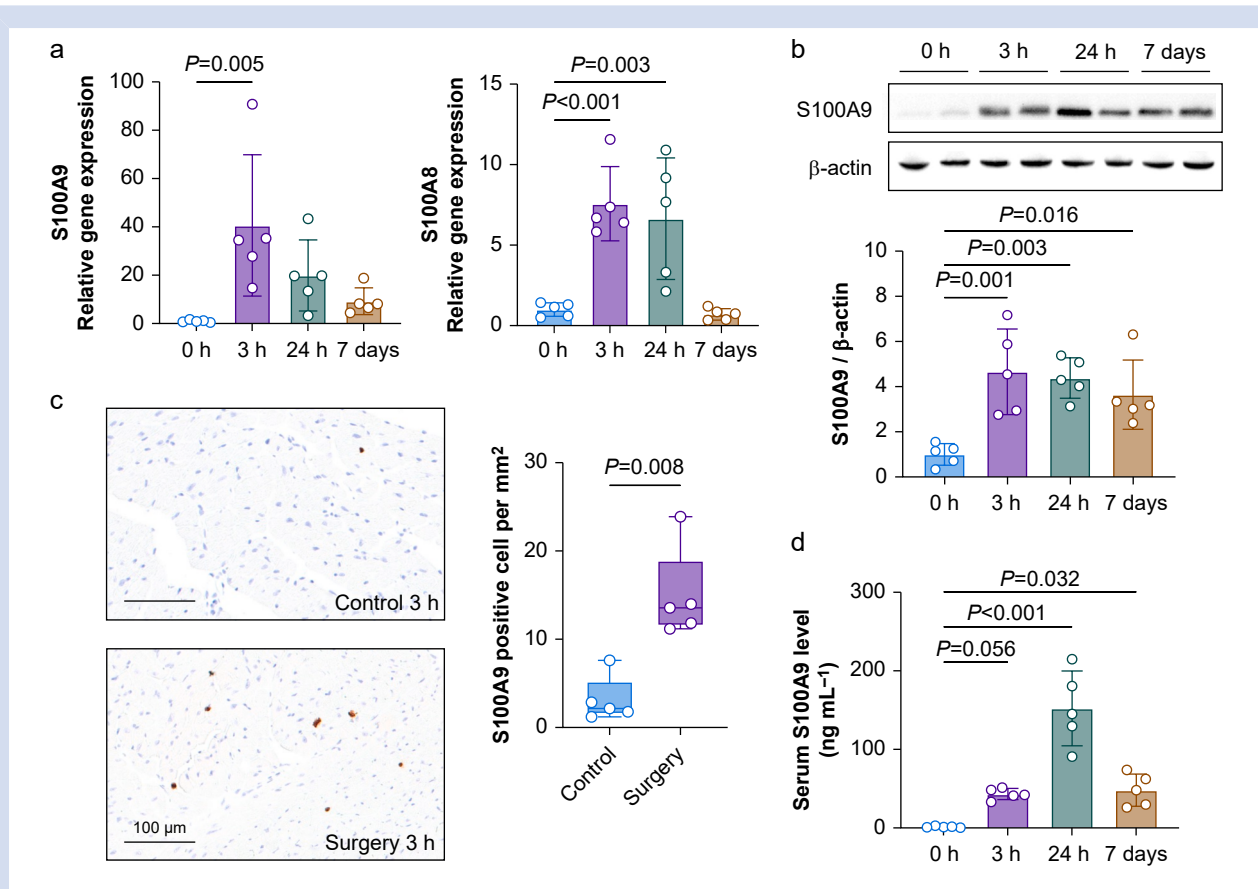 a
P=0.005
S100A9
Relative gene expression
100
80
60
40
20
0
0 h 3 h 24 h 7 days
P=0.003
P<0.001
S100A8
Relative gene expression
15
10
5
0
0 h 3 h 24 h 7 days
b
0 h 3 h 24 h 7 days
S100A9
β-actin
P=0.016
P=0.003
P=0.001
S100A9 / β-actin
10
8
6
4
2
0
0 h 3 h 24 h 7 days
c
Control 3 h
100 µm
Surgery 3 h
P=0.008
S100A9 positive cell per mm²
30
20
10
0
Control Surgery
d
P=0.032
P<0.001
P=0.056
Serum S100A9 level
(ng mL⁻¹)
300
200
100
0
0 h 3 h 24 h 7 days